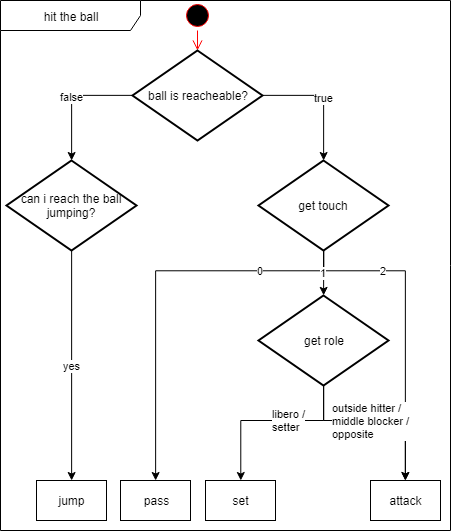 hit the ball
ball is reacheable?
false
true
can i reach the ball
jumping?
get touch
0
1
2
get role
yes
libero /
setter
outside hitter /
middle blocker /
opposite
jump
pass
set
attack